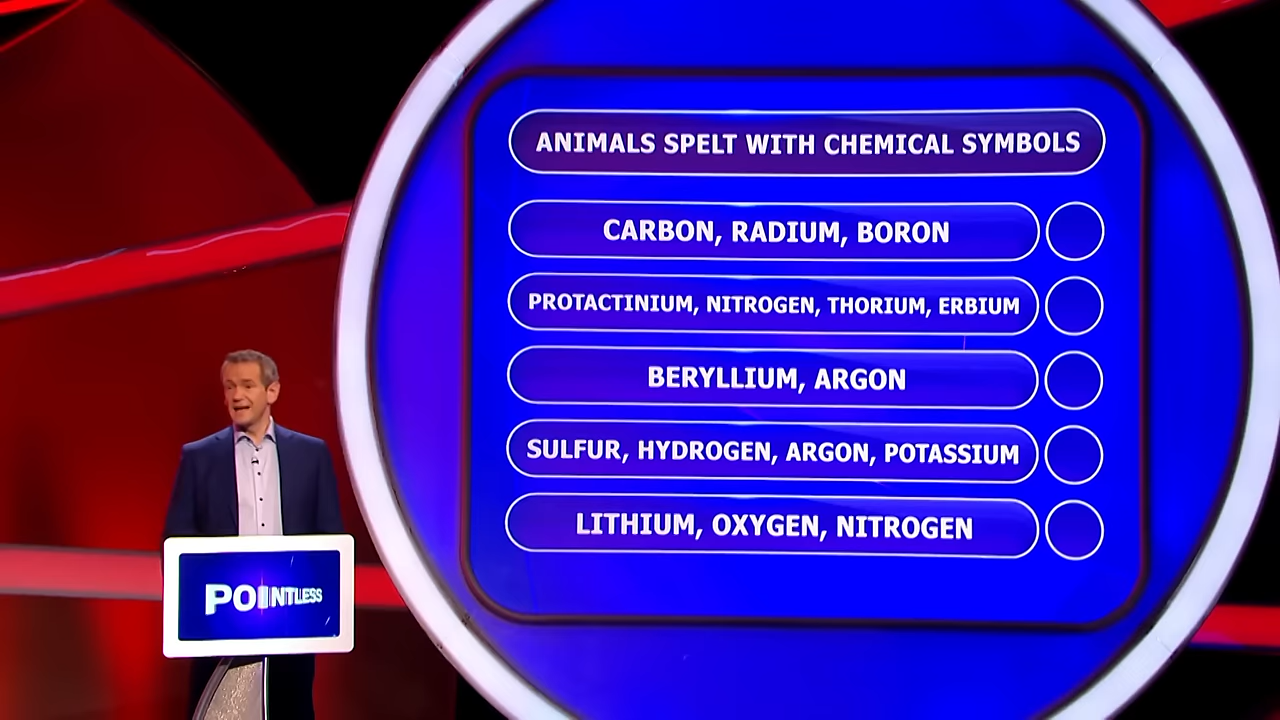 ANIMALS SPELT WITH CHEMICAL SYMBOLS
CARBON, RADIUM, BORON
PROTACTINIUM, NITROGEN, THORIUM, ERBIUM
BERYLLIUM, ARGON
SULFUR, HYDROGEN, ARGON, POTASSIUM
LITHIUM, OXYGEN, NITROGEN
POINTLESS